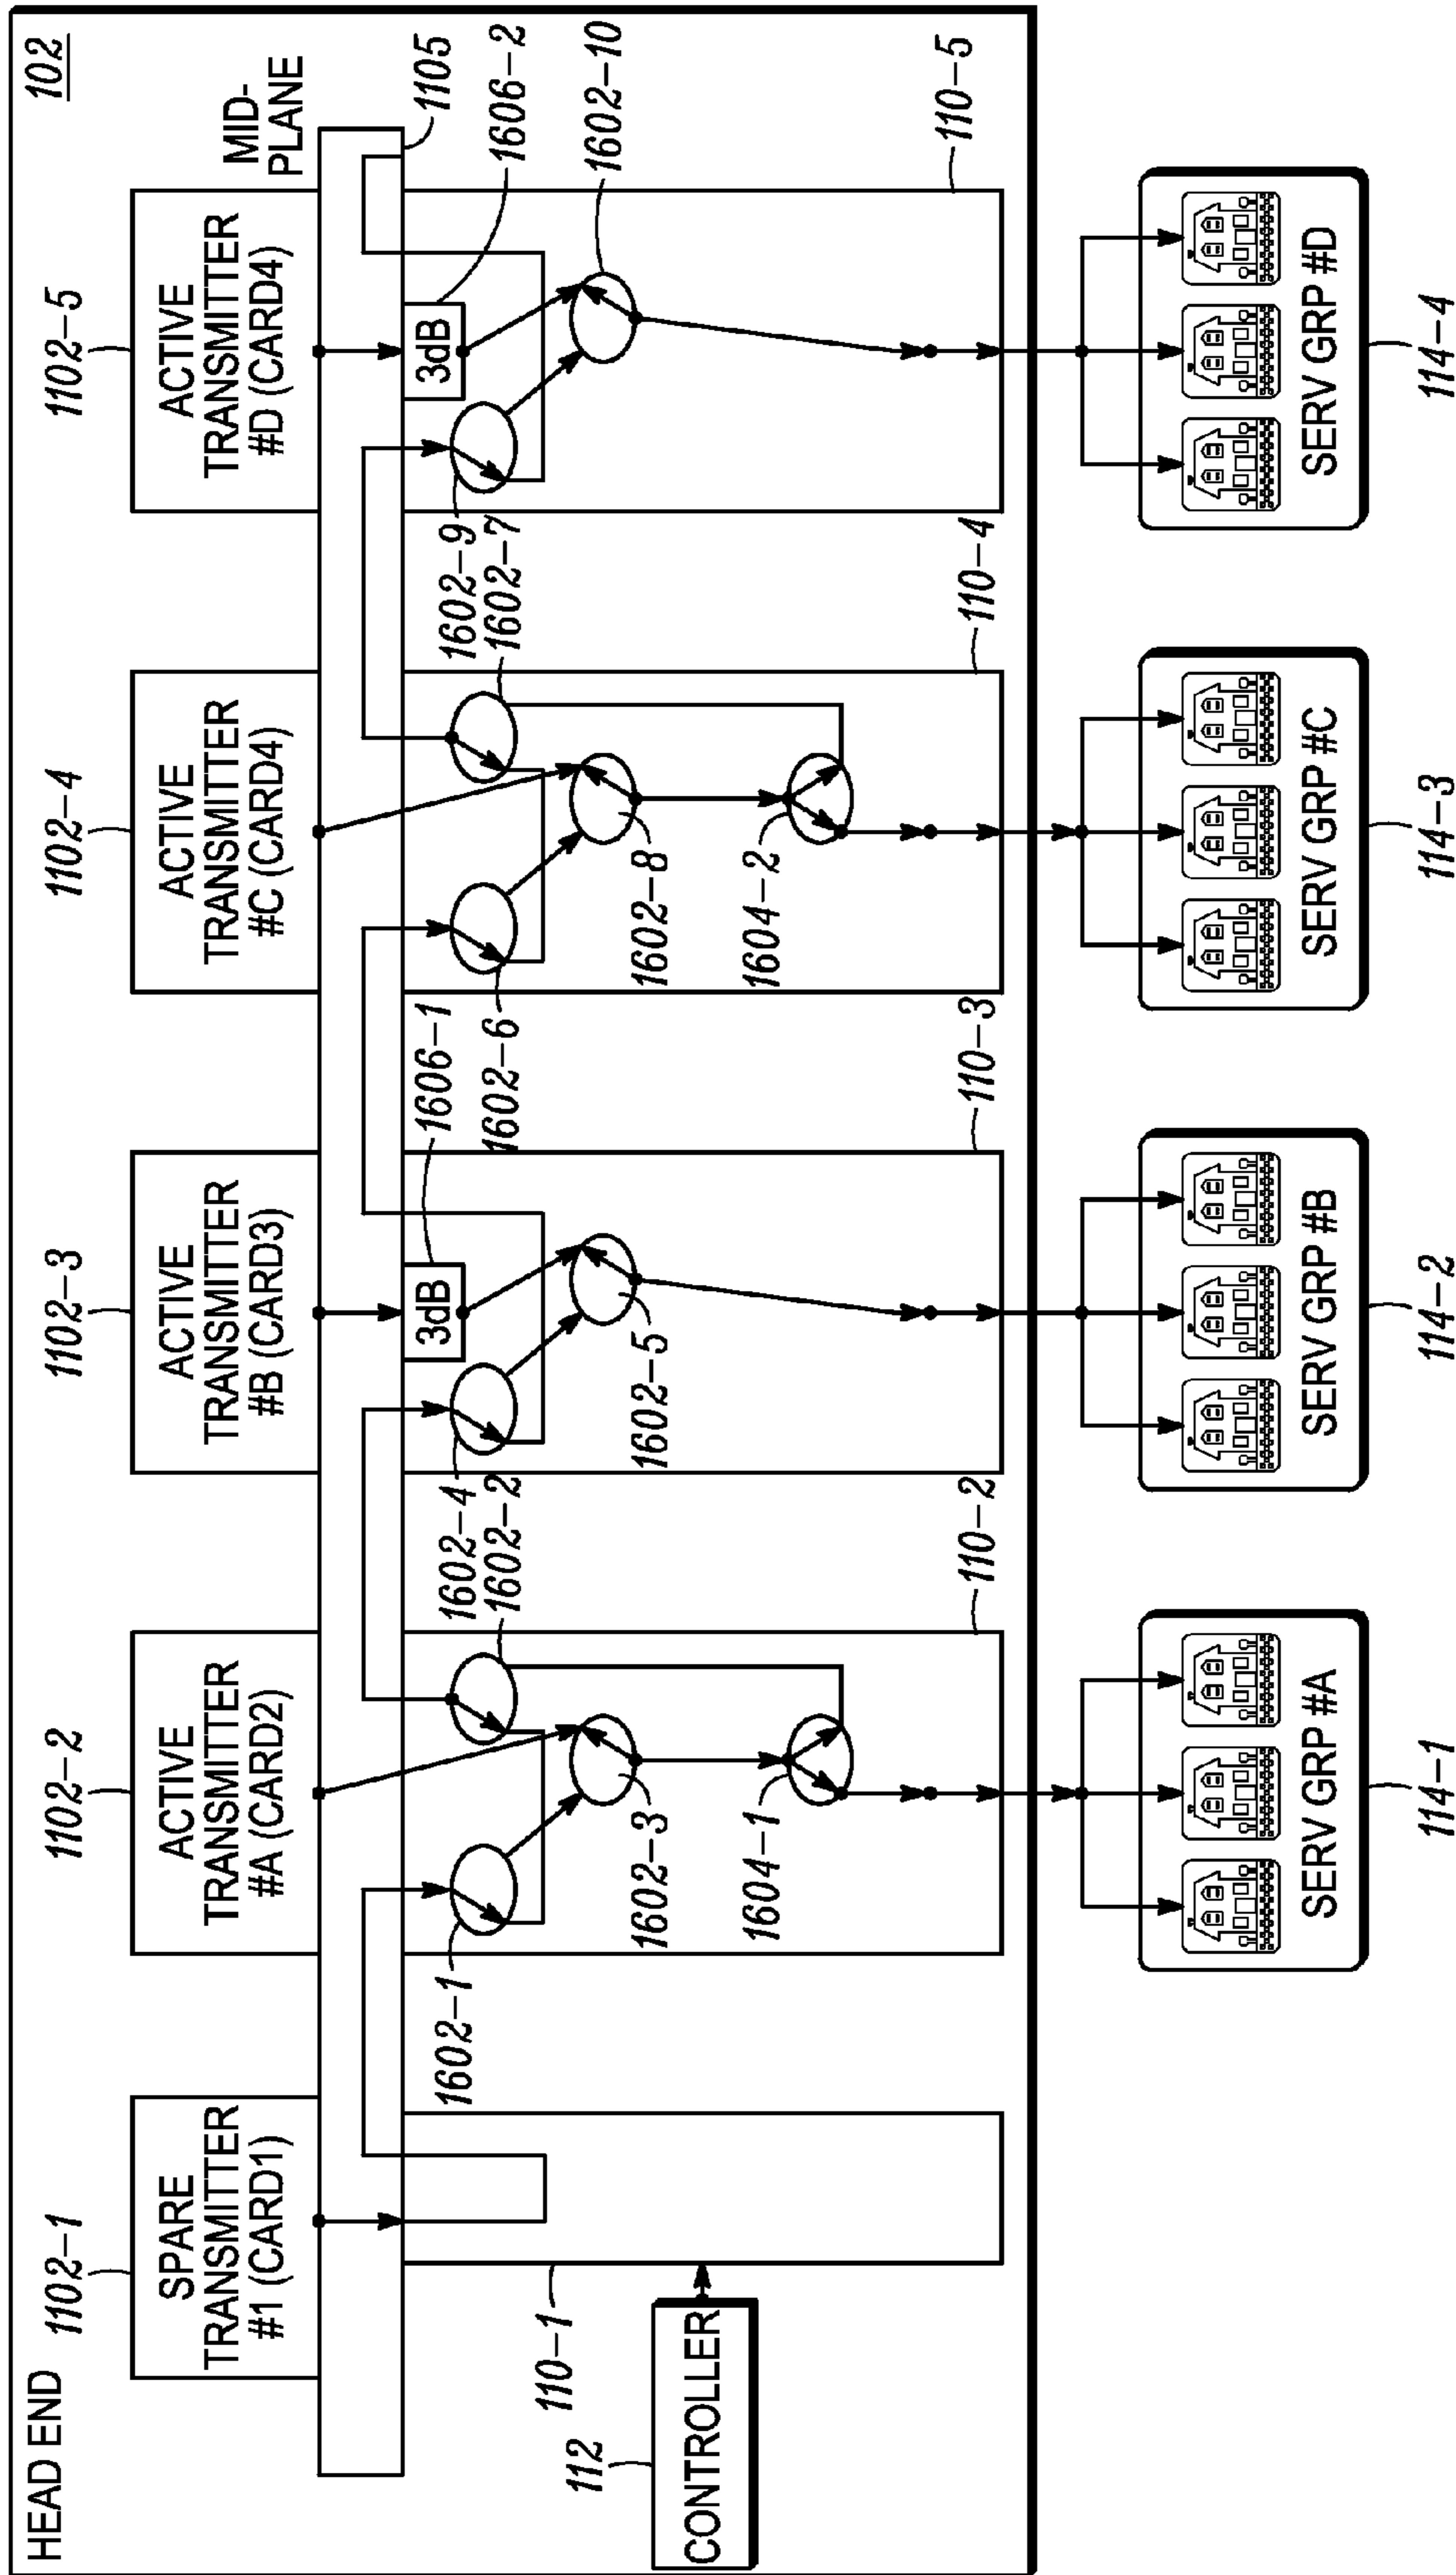 HEAD END
102
1102-1
1102-2
1102-3
1102-4
1102-5
SPARE
TRANSMITTER
#1 (CARD1)
ACTIVE
TRANSMITTER
#A (CARD2)
ACTIVE
TRANSMITTER
#B (CARD3)
ACTIVE
TRANSMITTER
#C (CARD4)
ACTIVE
TRANSMITTER
#D (CARD4)
MID-
PLANE
1105
1606-1
1606-2
3dB
3dB
1602-1
1602-4
1602-2
1602-6
1602-9
1602-7
1602-10
1602-3
1602-5
1602-8
1604-1
1604-2
110-1
110-2
110-3
110-4
110-5
112
CONTROLLER
SERV GRP #A
SERV GRP #B
SERV GRP #C
SERV GRP #D
114-1
114-2
114-3
114-4